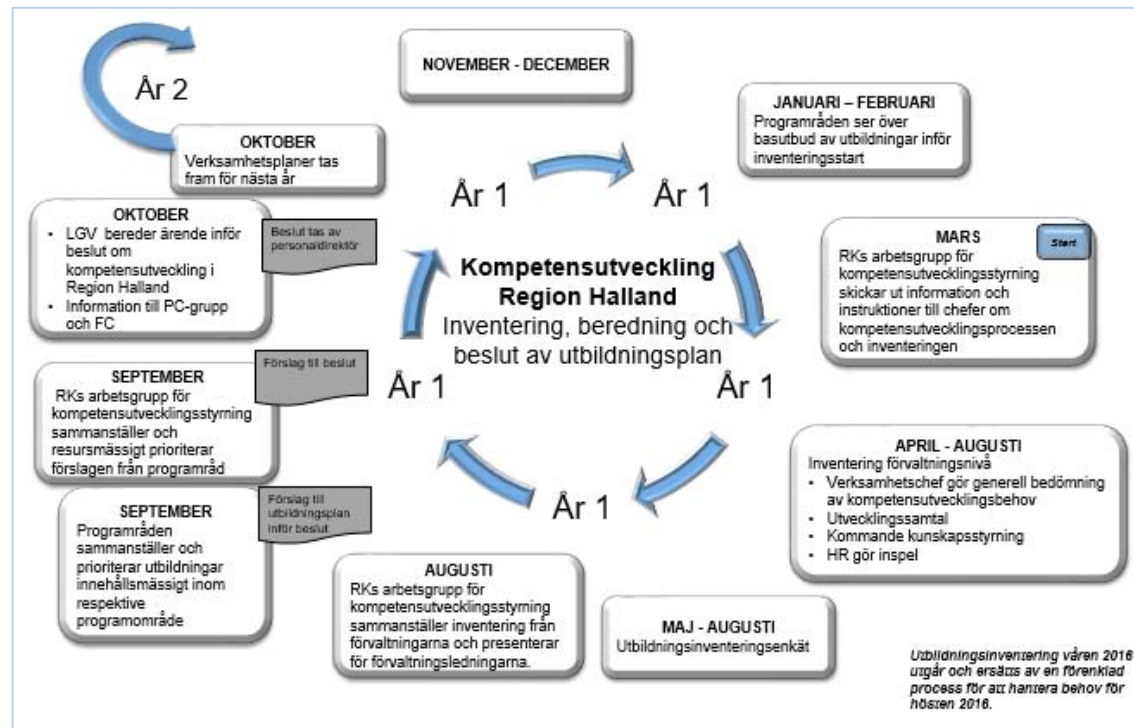 NOVEMBER - DECEMBER
År 2
JANUARI – FEBRUARI
Programråden ser över
basutbud av utbildningar inför
inventeringsstart
OKTOBER
Verksamhetsplaner tas
fram för nästa år
År 1
År 1
OKTOBER
• LGV bereder ärende inför
beslut om
kompetensutveckling i
Region Halland
• Information till PC-grupp
och FC
Beslut tas av
personaldirektör
MARS
Start
RKs arbetsgrupp för
kompetensutvecklingsstyrning
skickar ut information och
instruktioner till chefer om
kompetensutvecklingsprocessen
och inventeringen
Kompetensutveckling
Region Halland
Inventering, beredning och
beslut av utbildningsplan
Förslag till beslut
SEPTEMBER
RKs arbetsgrupp för
kompetensutvecklingsstyrning
sammanställer och
resursmässigt prioriterar
förslagen från programråd
År 1
År 1
APRIL - AUGUSTI
Inventering förvaltningsnivå
• Verksamhetschef gör generell bedömning
av kompetensutvecklingsbehov
• Utvecklingssamtal
• Kommande kunskapsstyrning
• HR gör inspel
SEPTEMBER
Programråden
sammanställer och
prioriterar utbildningar
innehållsmässigt inom
respektive
programområde
Förslag till
utbildningsplan
inför beslut
År 1
AUGUSTI
RKs arbetsgrupp för
kompetensutvecklingsstyrning
sammanställer inventering från
förvaltningarna och presenterar
för förvaltningsledningarna.
MAJ - AUGUSTI
Utbildningsinventeringsenkät
Utbildningsinventering våren 2016
utgår och ersätts av en förenklad
process för att hantera behov för
hösten 2016.